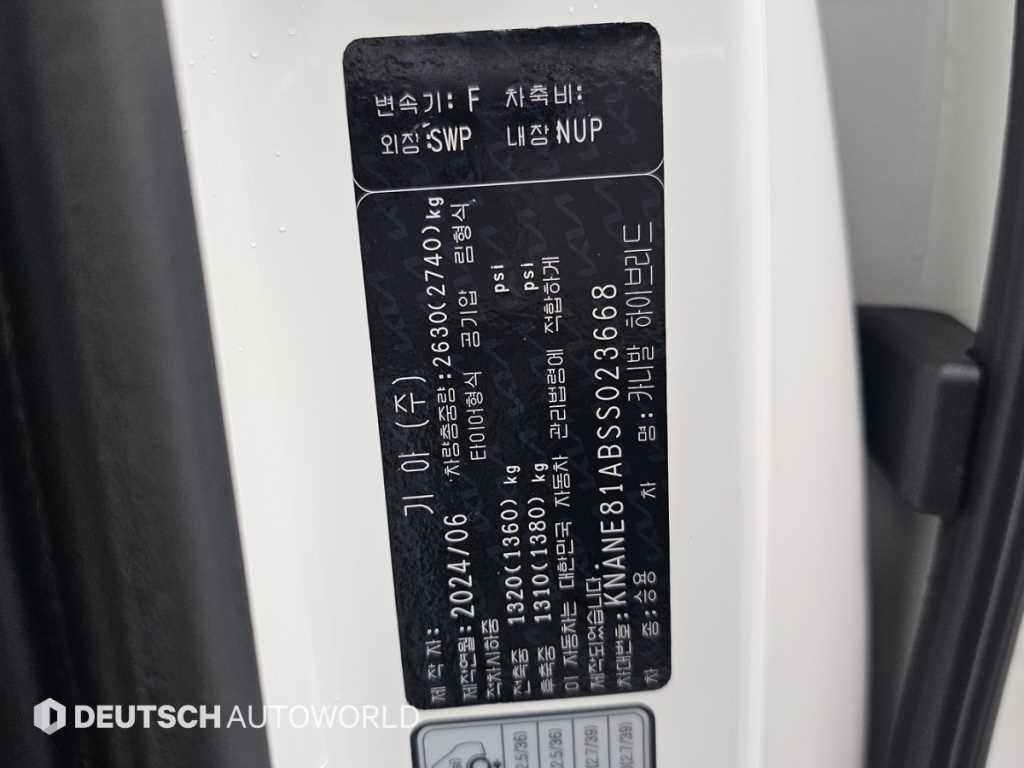 변속기: F 차축비:
외장:SWP 내장:NUP
제 작 자: 기아 (주)
제작연월:2024/06 차량총중량:2630(2740)kg
적차시하중 타이어형식 공기압 림형식
전축중 1320(1360) kg psi
후축중 1310(1380) kg psi
이 자동차는 대한민국 자동차 관리법령에 적합하게
제작되었습니다.
차대번호:KNANE81ABSS023668
차 종:승용 차 명:카니발 하이브리드
DEUTSCH AUTOWORLD